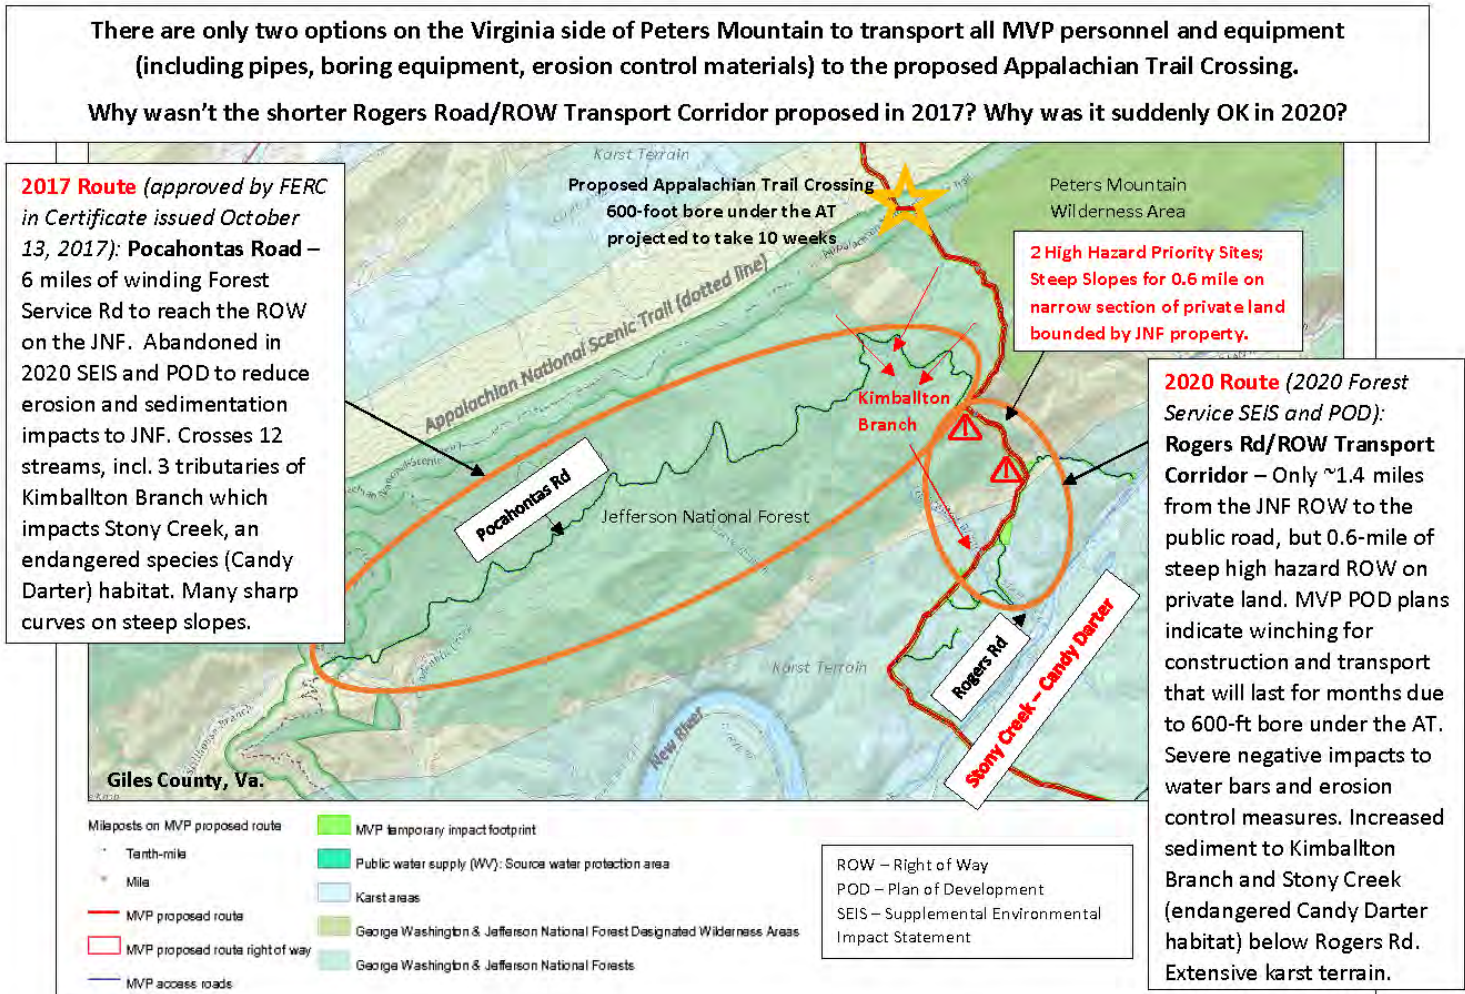 There are only two options on the Virginia side of Peters Mountain to transport all MVP personnel and equipment
(including pipes, boring equipment, erosion control materials) to the proposed Appalachian Trail Crossing.
Why wasn't the shorter Rogers Road/ROW Transport Corridor proposed in 2017? Why was it suddenly OK in 2020?
2017 Route (approved by FERC
in Certificate issued October
13, 2017): Pocahontas Road –
6 miles of winding Forest
Service Rd to reach the ROW
on the JNF. Abandoned in
2020 SEIS and POD to reduce
erosion and sedimentation
impacts to JNF. Crosses 12
streams, incl. 3 tributaries of
Kimballton Branch which
impacts Stony Creek, an
endangered species (Candy
Darter) habitat. Many sharp
curves on steep slopes.
Karst Terrain
Proposed Appalachian Trail Crossing
600-foot bore under the AT
projected to take 10 weeks
Peters Mountain
Wilderness Area
2 High Hazard Priority Sites;
Steep Slopes for 0.6 mile on
narrow section of private land
bounded by JNF property.
Appalachian National Scenic Trail (dotted line)
Kimballton
Branch
Pocahontas Rd
Jefferson National Forest
2020 Route (2020 Forest
Service SEIS and POD):
Rogers Rd/ROW Transport
Corridor – Only ~1.4 miles
from the JNF ROW to the
public road, but 0.6-mile of
steep high hazard ROW on
private land. MVP POD plans
indicate winching for
construction and transport
that will last for months due
to 600-ft bore under the AT.
Severe negative impacts to
water bars and erosion
control measures. Increased
sediment to Kimballton
Branch and Stony Creek
(endangered Candy Darter
habitat) below Rogers Rd.
Extensive karst terrain.
Karst Terrain
Rogers Rd
Stony Creek – Candy Darter
New River
Giles County, Va.
Mileposts on MVP proposed route
Tenth-mile
Mile
MVP proposed route
MVP proposed route right of way
MVP access roads
MVP temporary impact footprint
Public water supply (WV): Source water protection area
Karst areas
George Washington & Jefferson National Forest Designated Wilderness Areas
George Washington & Jefferson National Forests
ROW – Right of Way
POD – Plan of Development
SEIS – Supplemental Environmental
Impact Statement